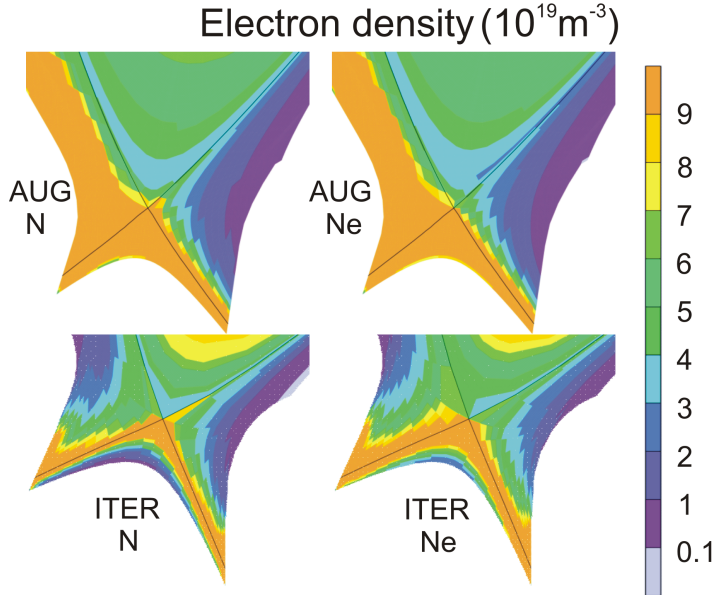 Electron density (10¹⁹m⁻³)
AUG
N
AUG
Ne
ITER
N
ITER
Ne
9
8
7
6
5
4
3
2
1
0.1